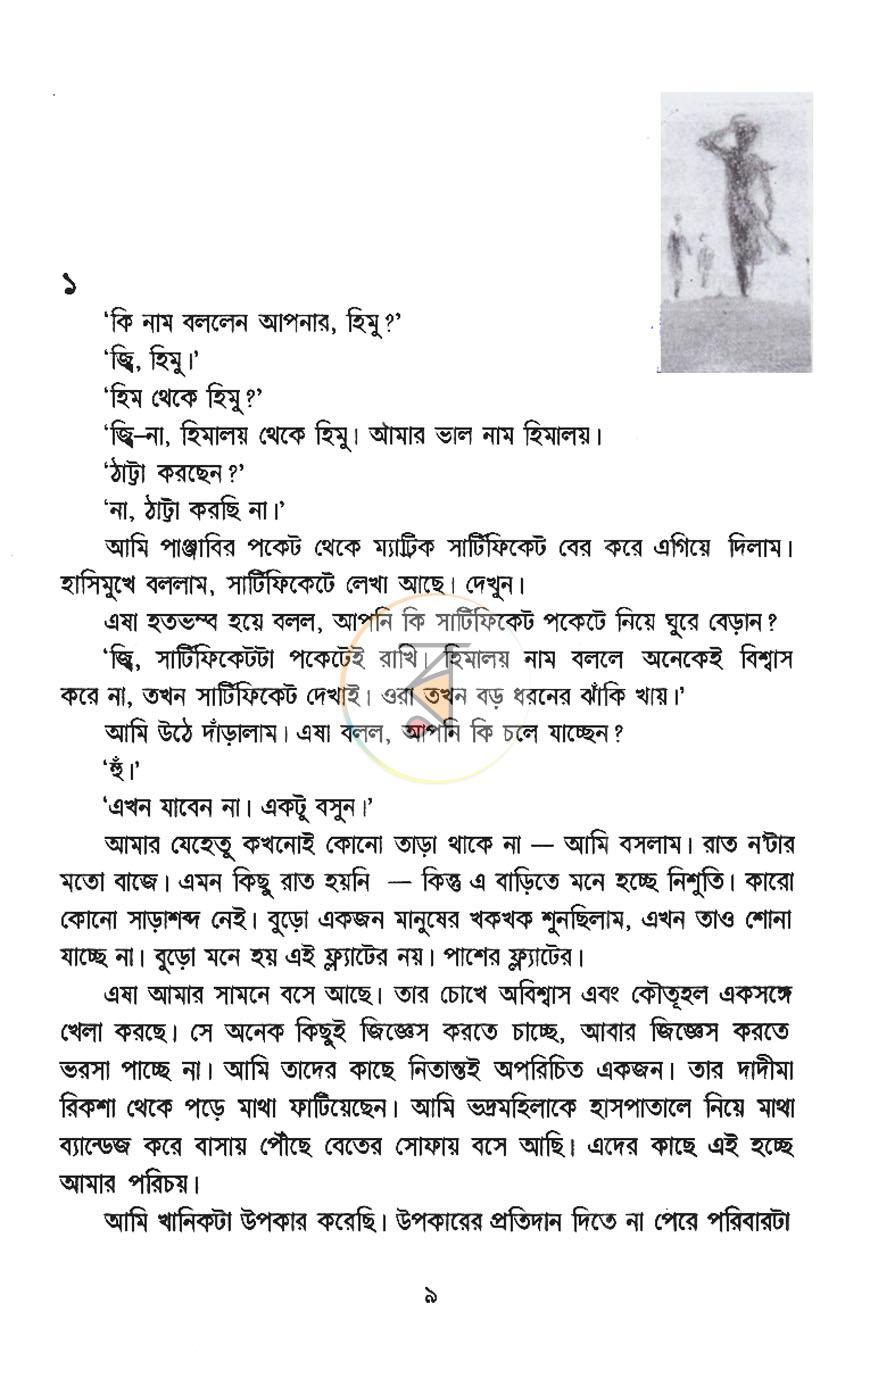 ১
‘কি নাম বললেন আপনার, হিমু?’
‘জ্বি, হিমু।’
‘হিম থেকে হিমু?’
‘জ্বি–না, হিমালয় থেকে হিমু। আমার ভাল নাম হিমালয়।
‘ঠাট্টা করছেন?’
‘না, ঠাট্টা করছি না।’
আমি পাঞ্জাবির পকেট থেকে ম্যাট্রিক সার্টিফিকেট বের করে এগিয়ে দিলাম।
হাসিমুখে বললাম, সার্টিফিকেটে লেখা আছে। দেখুন।
এষা হতভম্ব হয়ে বলল, আপনি কি সার্টিফিকেট পকেটে নিয়ে ঘুরে বেড়ান?
‘জ্বি, সার্টিফিকেটটা পকেটেই রাখি। হিমালয় নাম বললে অনেকেই বিশ্বাস
করে না, তখন সার্টিফিকেট দেখাই। ওরা তখন বড় ধরনের ঝাঁকি খায়।’
আমি উঠে দাঁড়ালাম। এষা বলল, আপনি কি চলে যাচ্ছেন?
‘হুঁ।’
‘এখন যাবেন না। একটু বসুন।’
আমার যেহেতু কখনোই কোনো তাড়া থাকে না — আমি বসলাম। রাত ন’টার
মতো বাজে। এমন কিছু রাত হয়নি — কিন্তু এ বাড়িতে মনে হচ্ছে নিশুতি। কারো
কোনো সাড়াশব্দ নেই। বুড়ো একজন মানুষের খকখক শুনছিলাম, এখন তাও শোনা
যাচ্ছে না। বুড়ো মনে হয় এই ফ্ল্যাটের নয়। পাশের ফ্ল্যাটের।
এষা আমার সামনে বসে আছে। তার চোখে অবিশ্বাস এবং কৌতূহল একসঙ্গে
খেলা করছে। সে অনেক কিছুই জিজ্ঞেস করতে চাচ্ছে, আবার জিজ্ঞেস করতে
ভরসা পাচ্ছে না। আমি তাদের কাছে নিতান্তই অপরিচিত একজন। তার দাদীমা
রিকশা থেকে পড়ে মাথা ফাটিয়েছেন। আমি ভদ্রমহিলাকে হাসপাতালে নিয়ে মাথা
ব্যান্ডেজ করে বাসায় পৌঁছে বেতের সোফায় বসে আছি। এদের কাছে এই হচ্ছে
আমার পরিচয়।
আমি খানিকটা উপকার করেছি। উপকারের প্রতিদান দিতে না পেরে পরিবারটা
৯